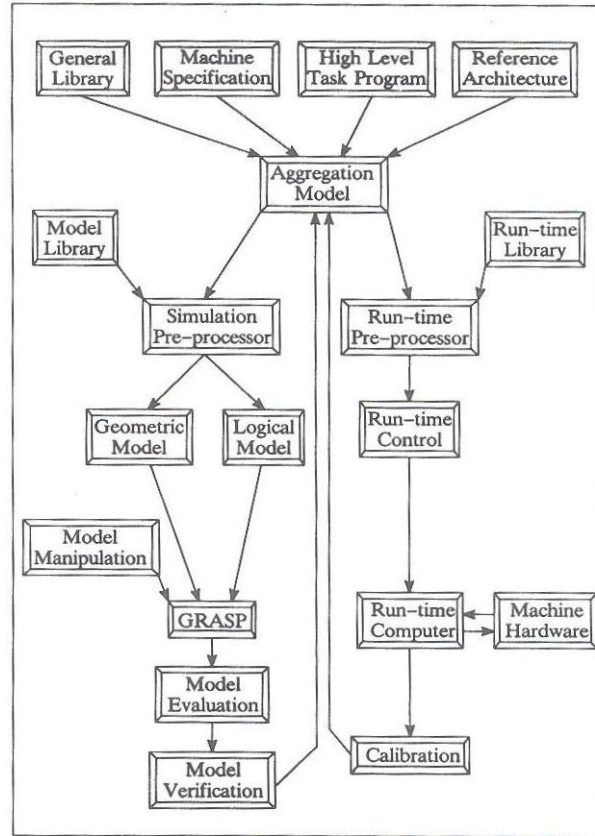 General
Library
Machine
Specification
High Level
Task Program
Reference
Architecture
Aggregation
Model
Model
Library
Run-time
Library
Simulation
Pre-processor
Run-time
Pre-processor
Geometric
Model
Logical
Model
Run-time
Control
Model
Manipulation
GRASP
Run-time
Computer
Machine
Hardware
Model
Evaluation
Model
Verification
Calibration